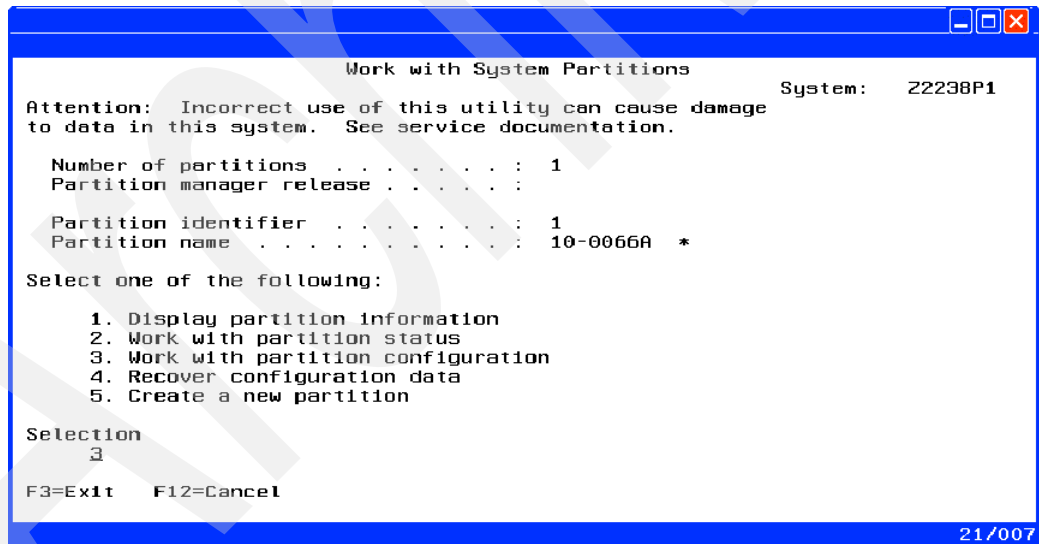 Work with System Partitions
System: Z2238P1
Attention: Incorrect use of this utility can cause damage
to data in this system. See service documentation.
Number of partitions . . . . . . . : 1
Partition manager release . . . . . :
Partition identifier . . . . . . . : 1
Partition name . . . . . . . . . . : 10-0066A *
Select one of the following:
1. Display partition information
2. Work with partition status
3. Work with partition configuration
4. Recover configuration data
5. Create a new partition
Selection
3
F3=Exit F12=Cancel
21/007